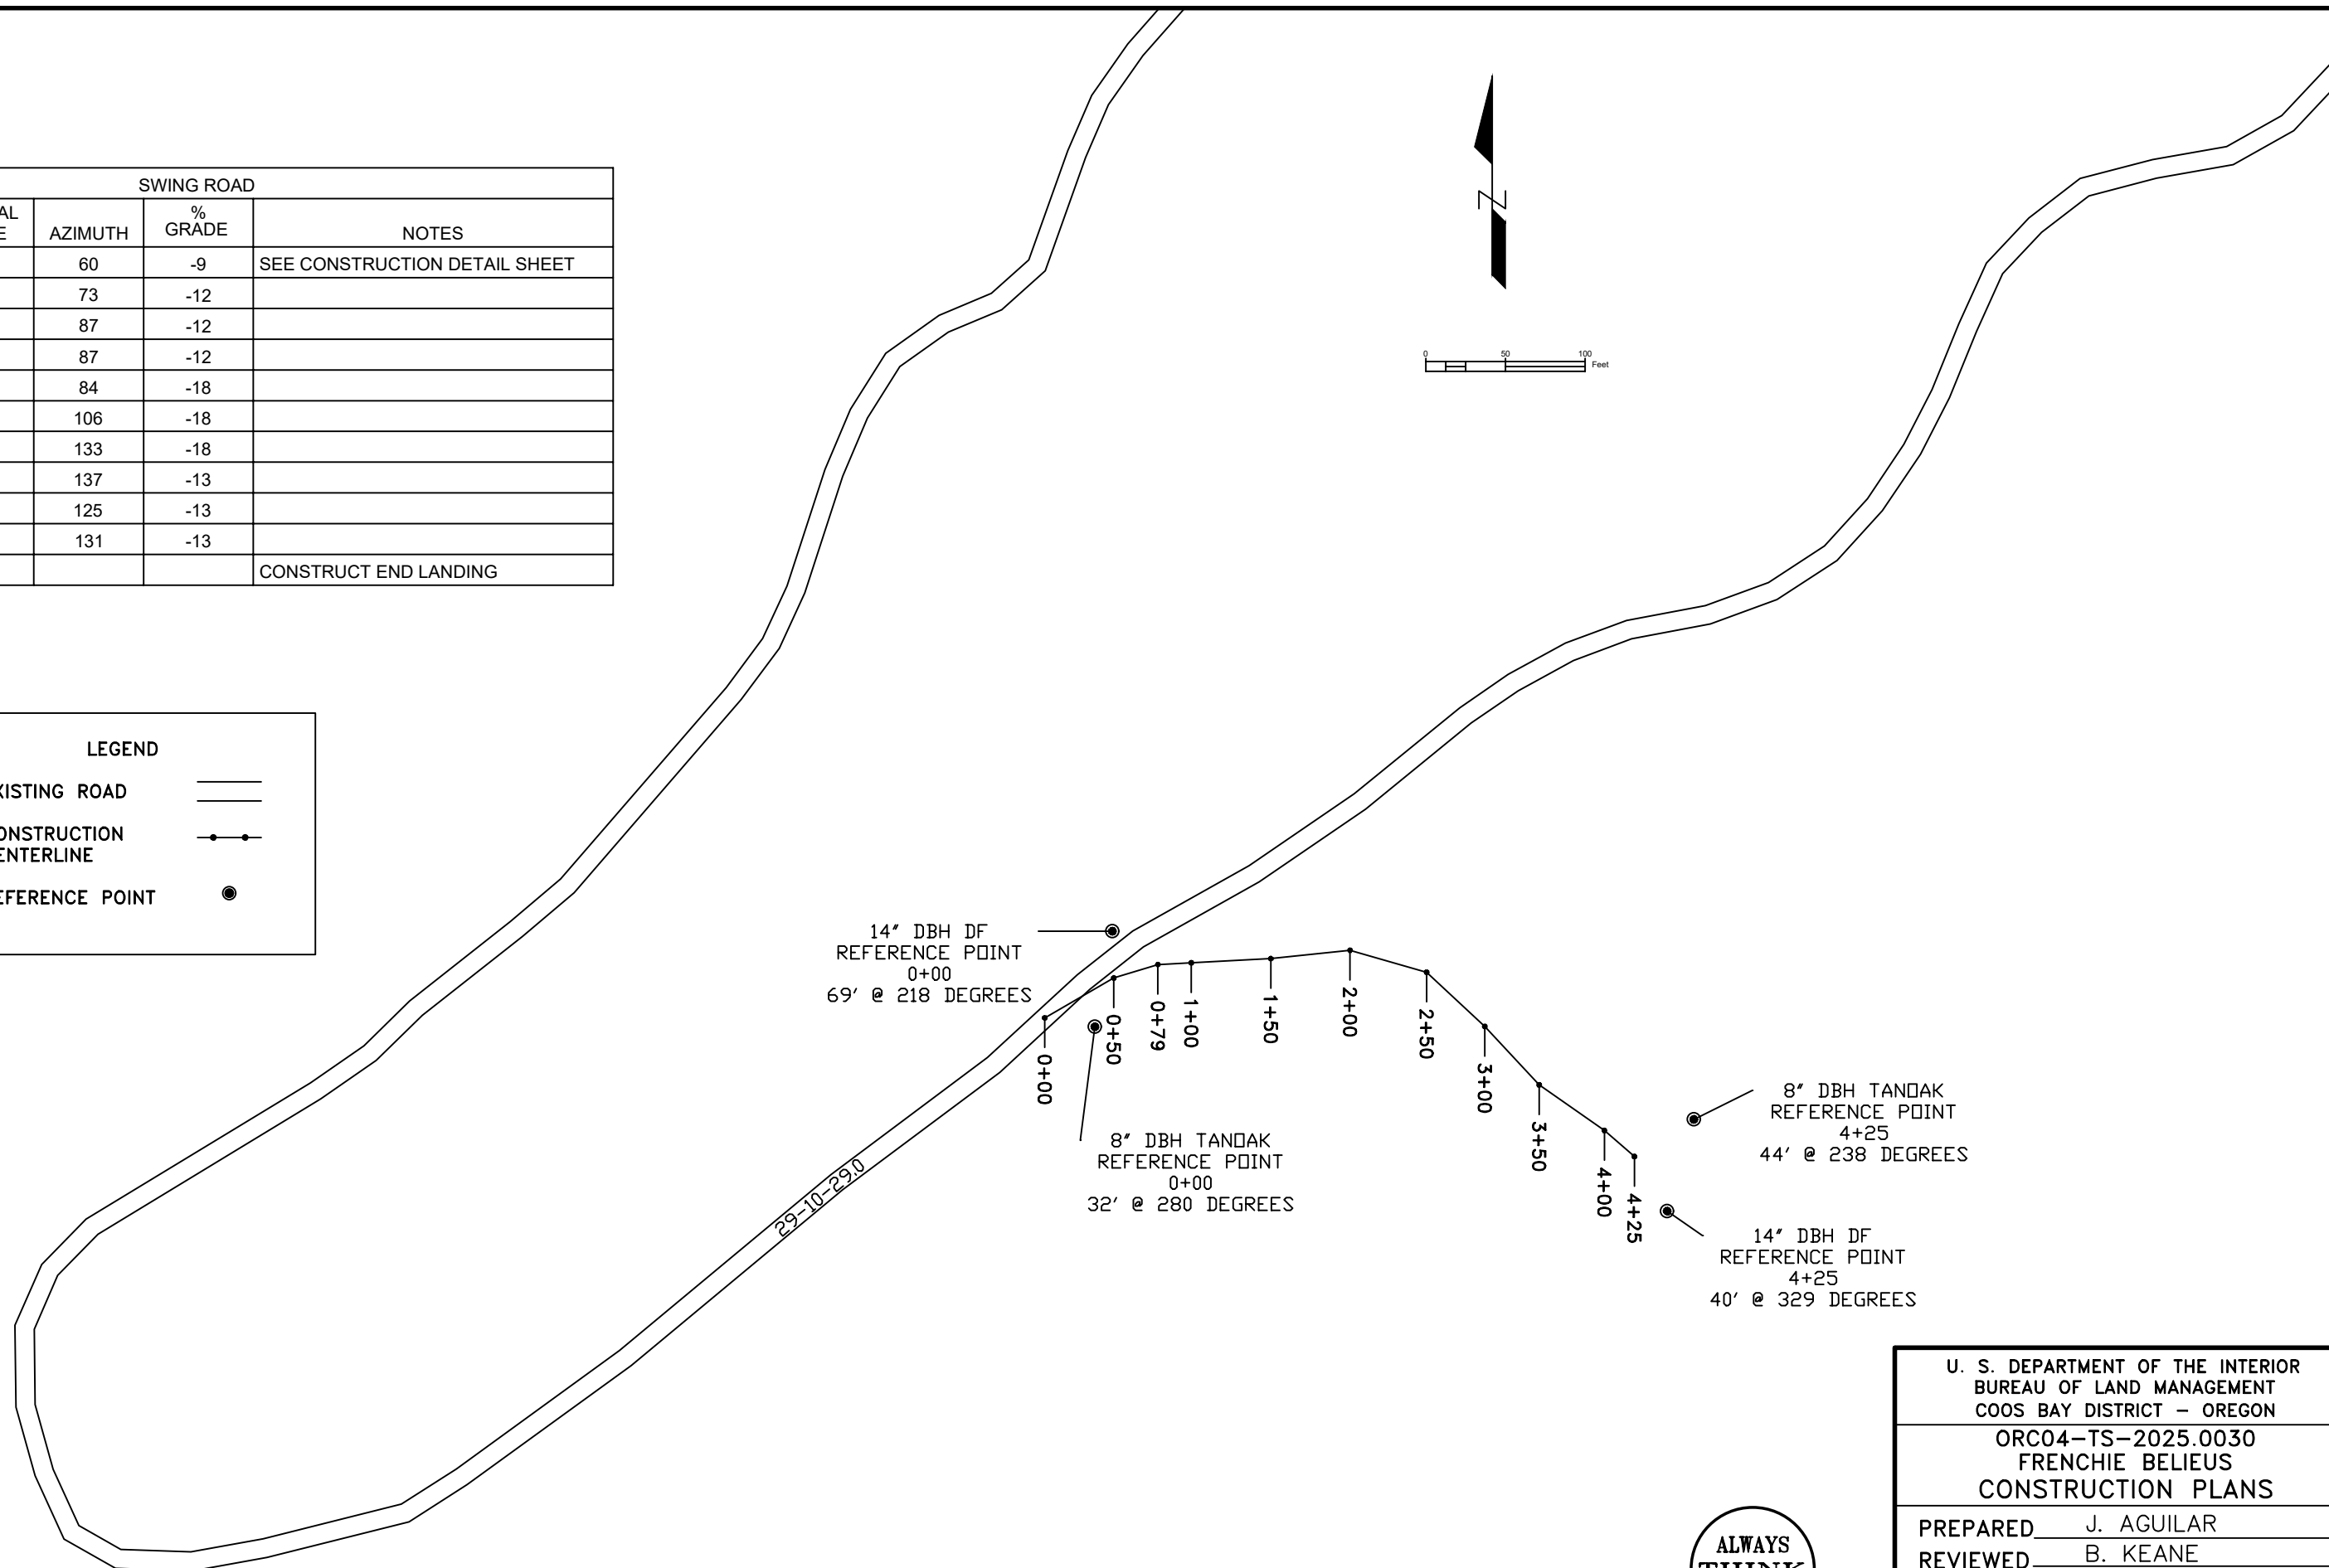 SWING ROAD
AZIMUTH % GRADE NOTES
60 -9 SEE CONSTRUCTION DETAIL SHEET
73 -12
87 -12
87 -12
84 -18
106 -18
133 -18
137 -13
125 -13
131 -13
CONSTRUCT END LANDING
LEGEND
XISTING ROAD
ONSTRUCTION
ENTERLINE
EFERENCE POINT
N
0 50 100
Feet
14" DBH DF
REFERENCE POINT
0+00
69' @ 218 DEGREES
0+00
0+50
0+79
1+00
1+50
2+00
2+50
3+00
3+50
4+00
4+25
8" DBH TANOAK
REFERENCE POINT
0+00
32' @ 280 DEGREES
8" DBH TANOAK
REFERENCE POINT
4+25
44' @ 238 DEGREES
14" DBH DF
REFERENCE POINT
4+25
40' @ 329 DEGREES
29-10-29.0
U. S. DEPARTMENT OF THE INTERIOR
BUREAU OF LAND MANAGEMENT
COOS BAY DISTRICT - OREGON
ORC04-TS-2025.0030
FRENCHIE BELIEUS
CONSTRUCTION PLANS
PREPARED J. AGUILAR
REVIEWED B. KEANE
ALWAYS
THINK